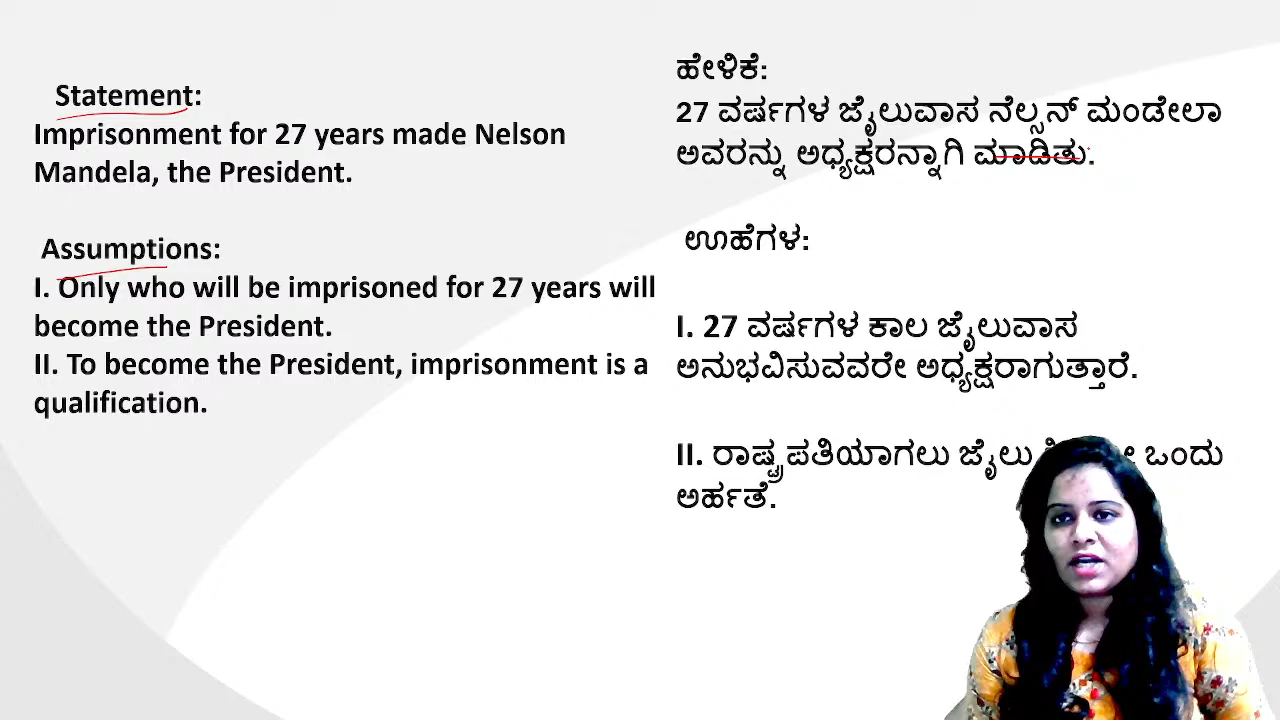 Statement:
Imprisonment for 27 years made Nelson
Mandela, the President.
Assumptions:
I. Only who will be imprisoned for 27 years will
become the President.
II. To become the President, imprisonment is a
qualification.
ಹೇಳಿಕೆ:
27 ವರ್ಷಗಳ ಜೈಲುವಾಸ ನೆಲ್ಸನ್ ಮಂಡೇಲಾ
ಅವರನ್ನು ಅಧ್ಯಕ್ಷರನ್ನಾಗಿ ಮಾಡಿತು.
ಊಹೆಗಳ:
I. 27 ವರ್ಷಗಳ ಕಾಲ ಜೈಲುವಾಸ
ಅನುಭವಿಸುವವರೇ ಅಧ್ಯಕ್ಷರಾಗುತ್ತಾರೆ.
II. ರಾಷ್ಟ್ರಪತಿಯಾಗಲು ಜೈಲು ಒಂದು
ಅರ್ಹತೆ.